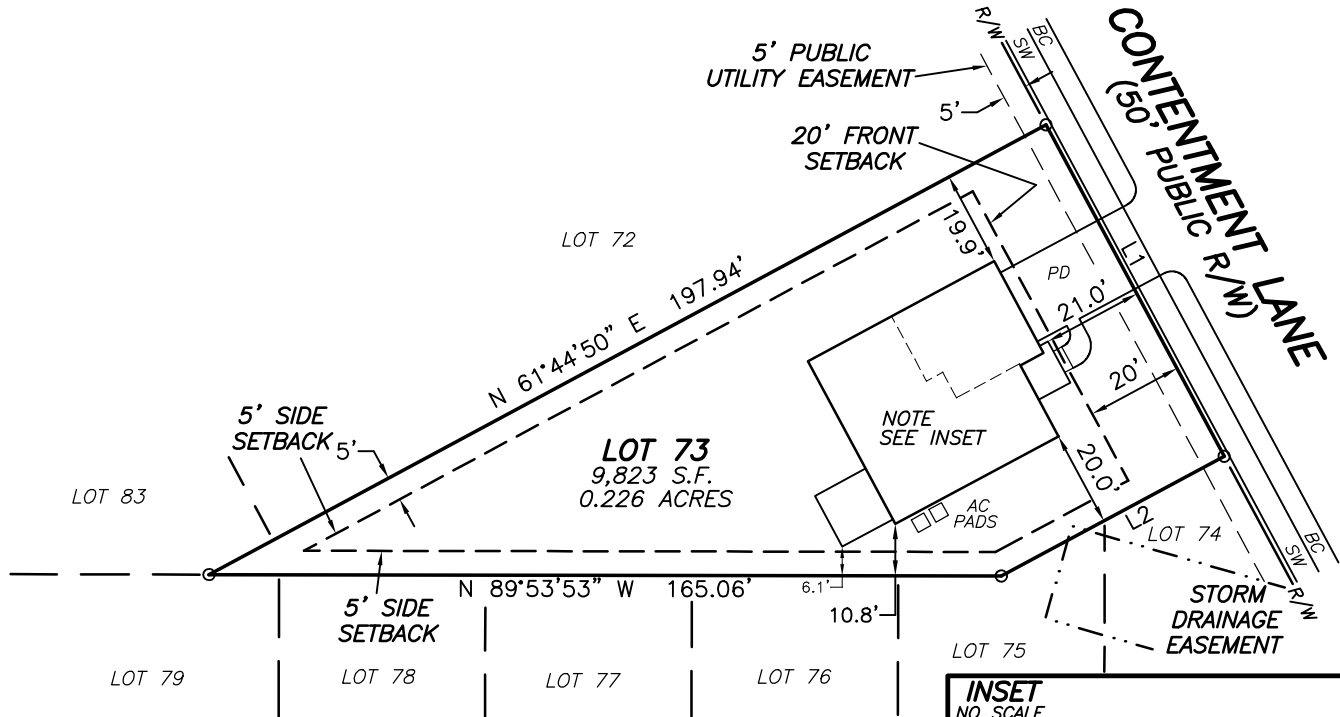 5' PUBLIC
UTILITY EASEMENT
R/W
SW
BC
CONTENTMENT LANE
(50' PUBLIC R/W)
5'
20' FRONT
SETBACK
LOT 72
19.9'
PD
L1
21.0'
N 61°44'50" E 197.94'
20'
5' SIDE
SETBACK
5'
NOTE
SEE INSET
LOT 73
9,823 S.F.
0.226 ACRES
20.0'
LOT 83
AC
PADS
L2
LOT 74
BC
SW
R/W
N 89°53'53" W 165.06'
6.1'
10.8'
5' SIDE
SETBACK
STORM
DRAINAGE
EASEMENT
LOT 79
LOT 78
LOT 77
LOT 76
LOT 75
INSET
NO SCALE